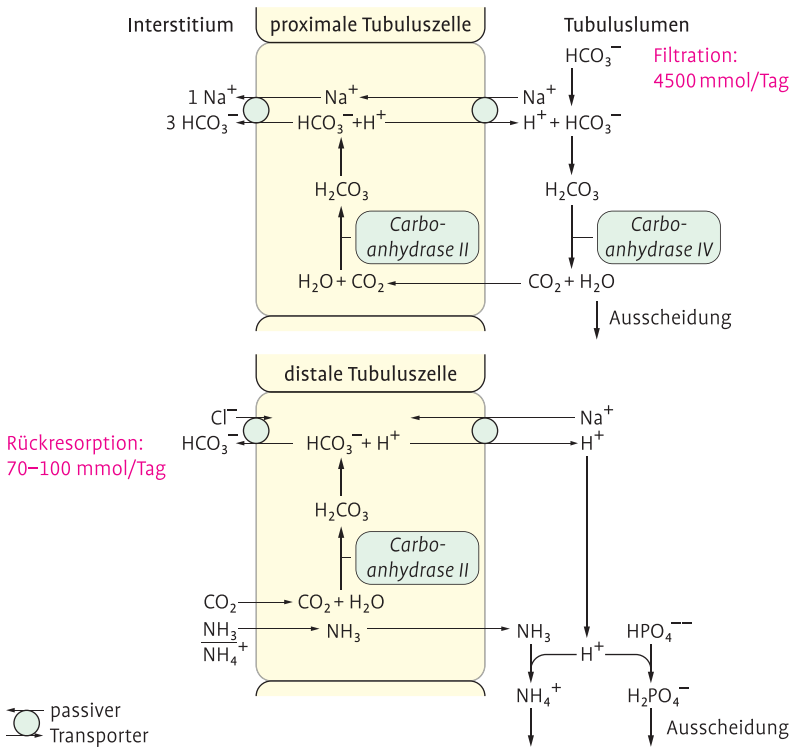 Interstitium
proximale Tubuluszelle
Tubuluslumen
HCO₃⁻
Filtration:
4500 mmol/Tag
1 Na⁺
Na⁺
Na⁺
3 HCO₃⁻
HCO₃⁻+H⁺
H⁺ + HCO₃⁻
H₂CO₃
H₂CO₃
Carbo-
anhydrase II
Carbo-
anhydrase IV
H₂O + CO₂
CO₂ + H₂O
Ausscheidung
distale Tubuluszelle
Cl⁻
Na⁺
Rückresorption:
70–100 mmol/Tag
HCO₃⁻
HCO₃⁻ + H⁺
H⁺
H₂CO₃
Carbo-
anhydrase II
CO₂
CO₂ + H₂O
NH₃
NH₄⁺
NH₃
NH₃
HPO₄⁻⁻
H⁺
NH₄⁺
H₂PO₄⁻
Ausscheidung
passiver
Transporter